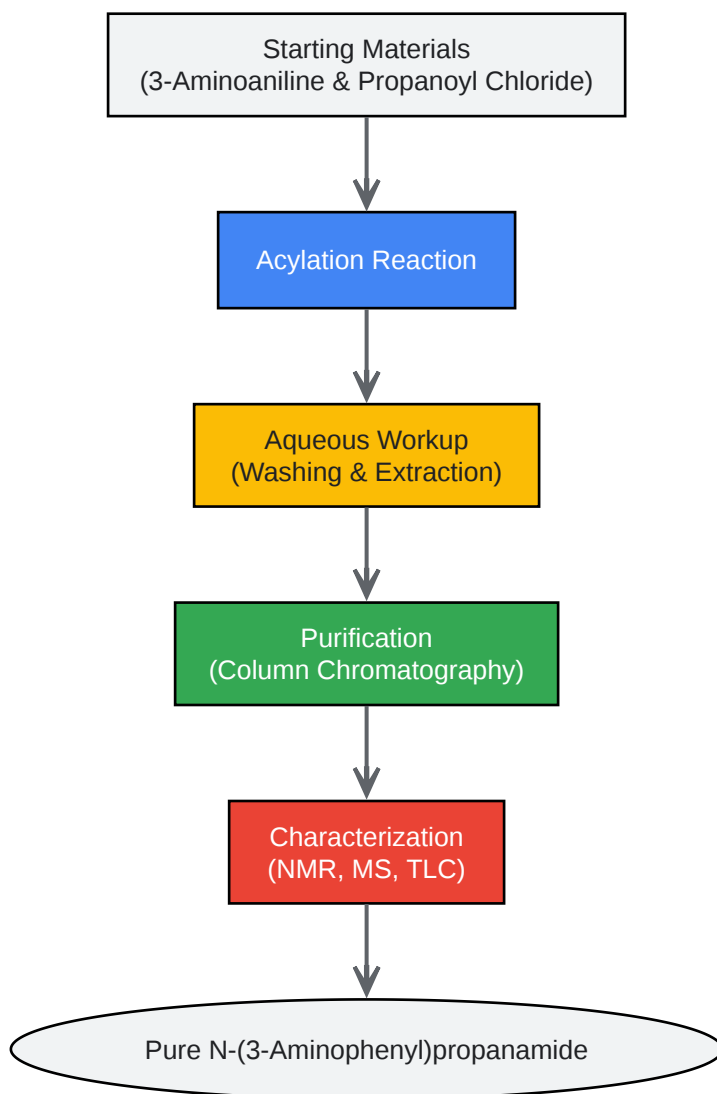 Starting Materials
(3-Aminoaniline & Propanoyl Chloride)
Acylation Reaction
Aqueous Workup
(Washing & Extraction)
Purification
(Column Chromatography)
Characterization
(NMR, MS, TLC)
Pure N-(3-Aminophenyl)propanamide